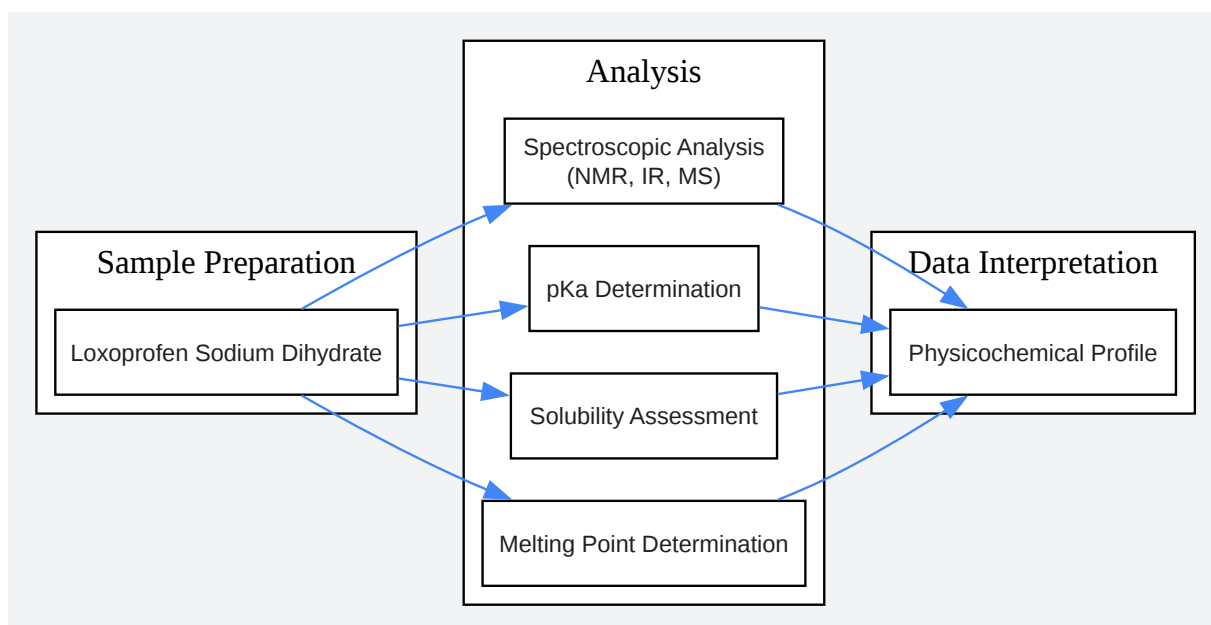 Sample Preparation
Loxoprofen Sodium Dihydrate
Analysis
Spectroscopic Analysis
(NMR, IR, MS)
pKa Determination
Solubility Assessment
Melting Point Determination
Data Interpretation
Physicochemical Profile